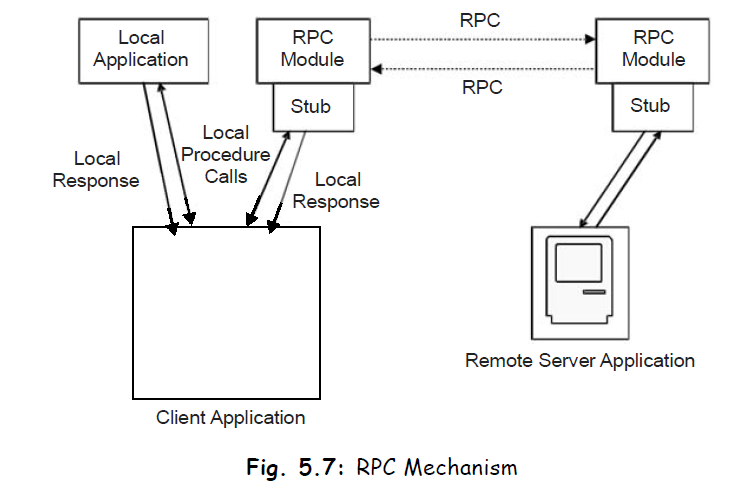 Local
Application
RPC
Module
Stub
RPC
RPC
RPC
Module
Stub
Local
Response
Local
Procedure
Calls
Local
Response
Client Application
Remote Server Application
Fig. 5.7: RPC Mechanism